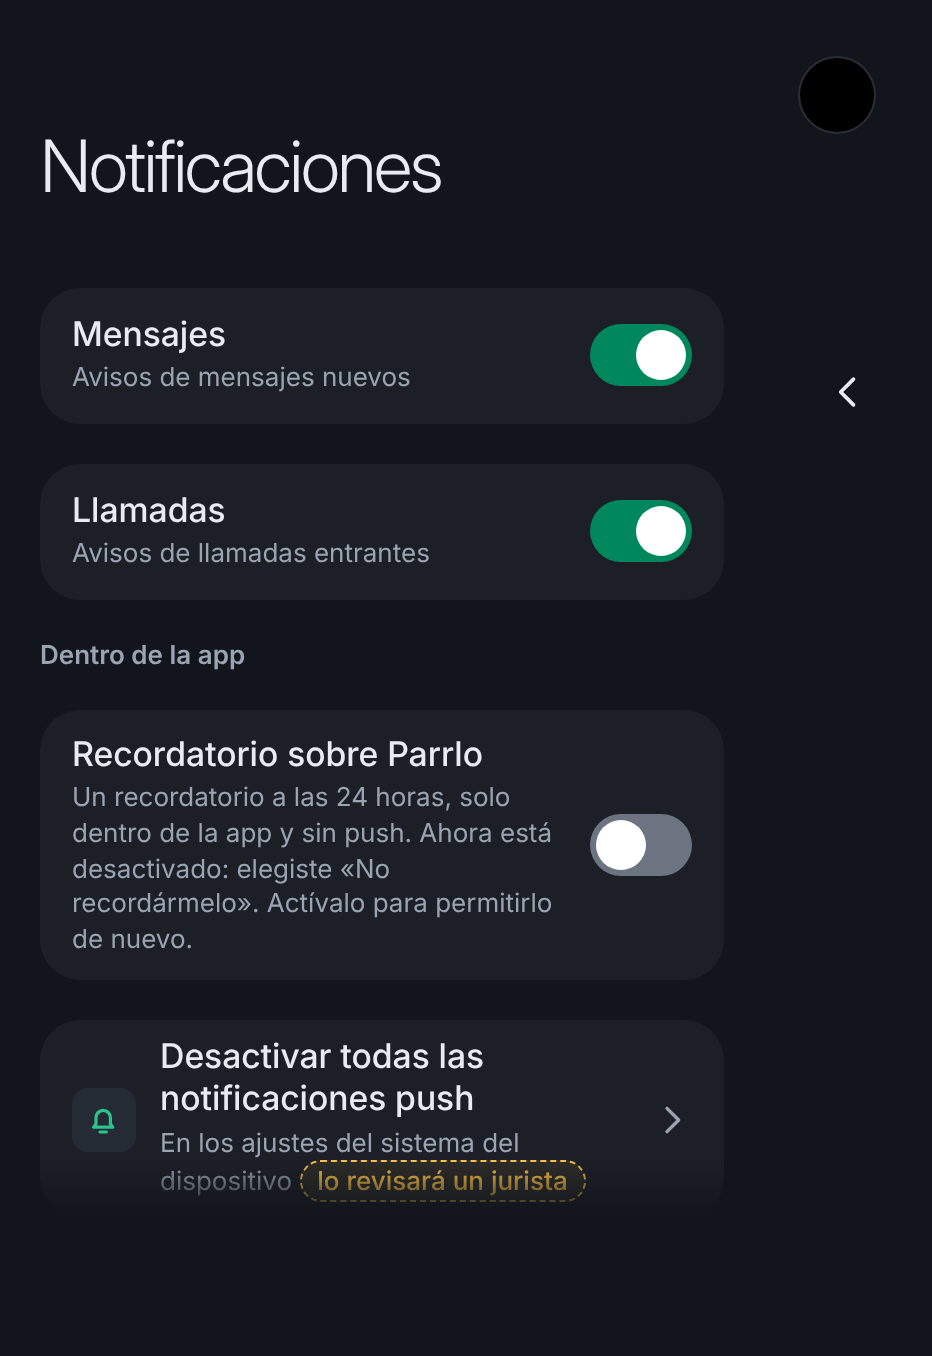 Notificaciones
Mensajes
Avisos de mensajes nuevos
Llamadas
Avisos de llamadas entrantes
Dentro de la app
Recordatorio sobre Parrlo
Un recordatorio a las 24 horas, solo
dentro de la app y sin push. Ahora está
desactivado: elegiste «No
recordármelo». Actívalo para permitirlo
de nuevo.
Desactivar todas las
notificaciones push
En los ajustes del sistema del
dispositivo lo revisará un jurista